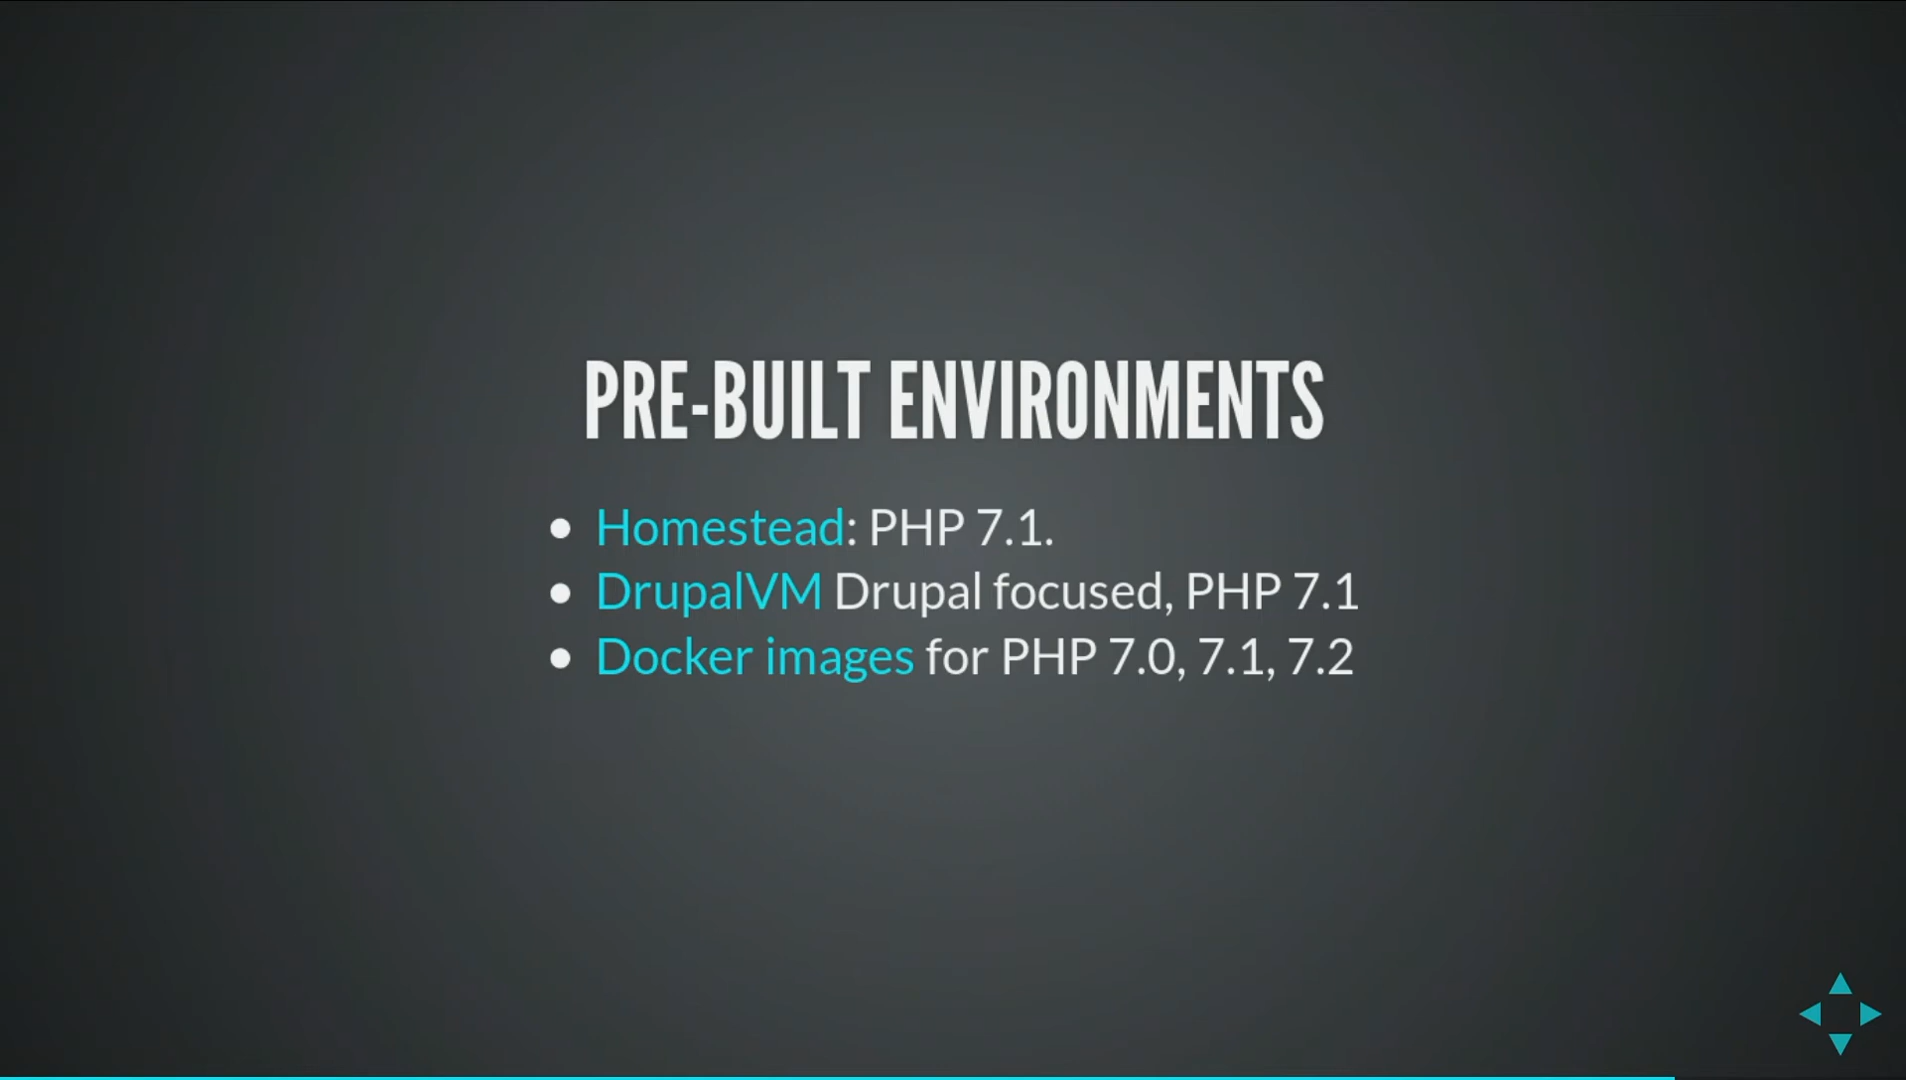 PRE-BUILT ENVIRONMENTS
Homestead: PHP 7.1.
DrupalVM Drupal focused, PHP 7.1
Docker images for PHP 7.0, 7.1, 7.2